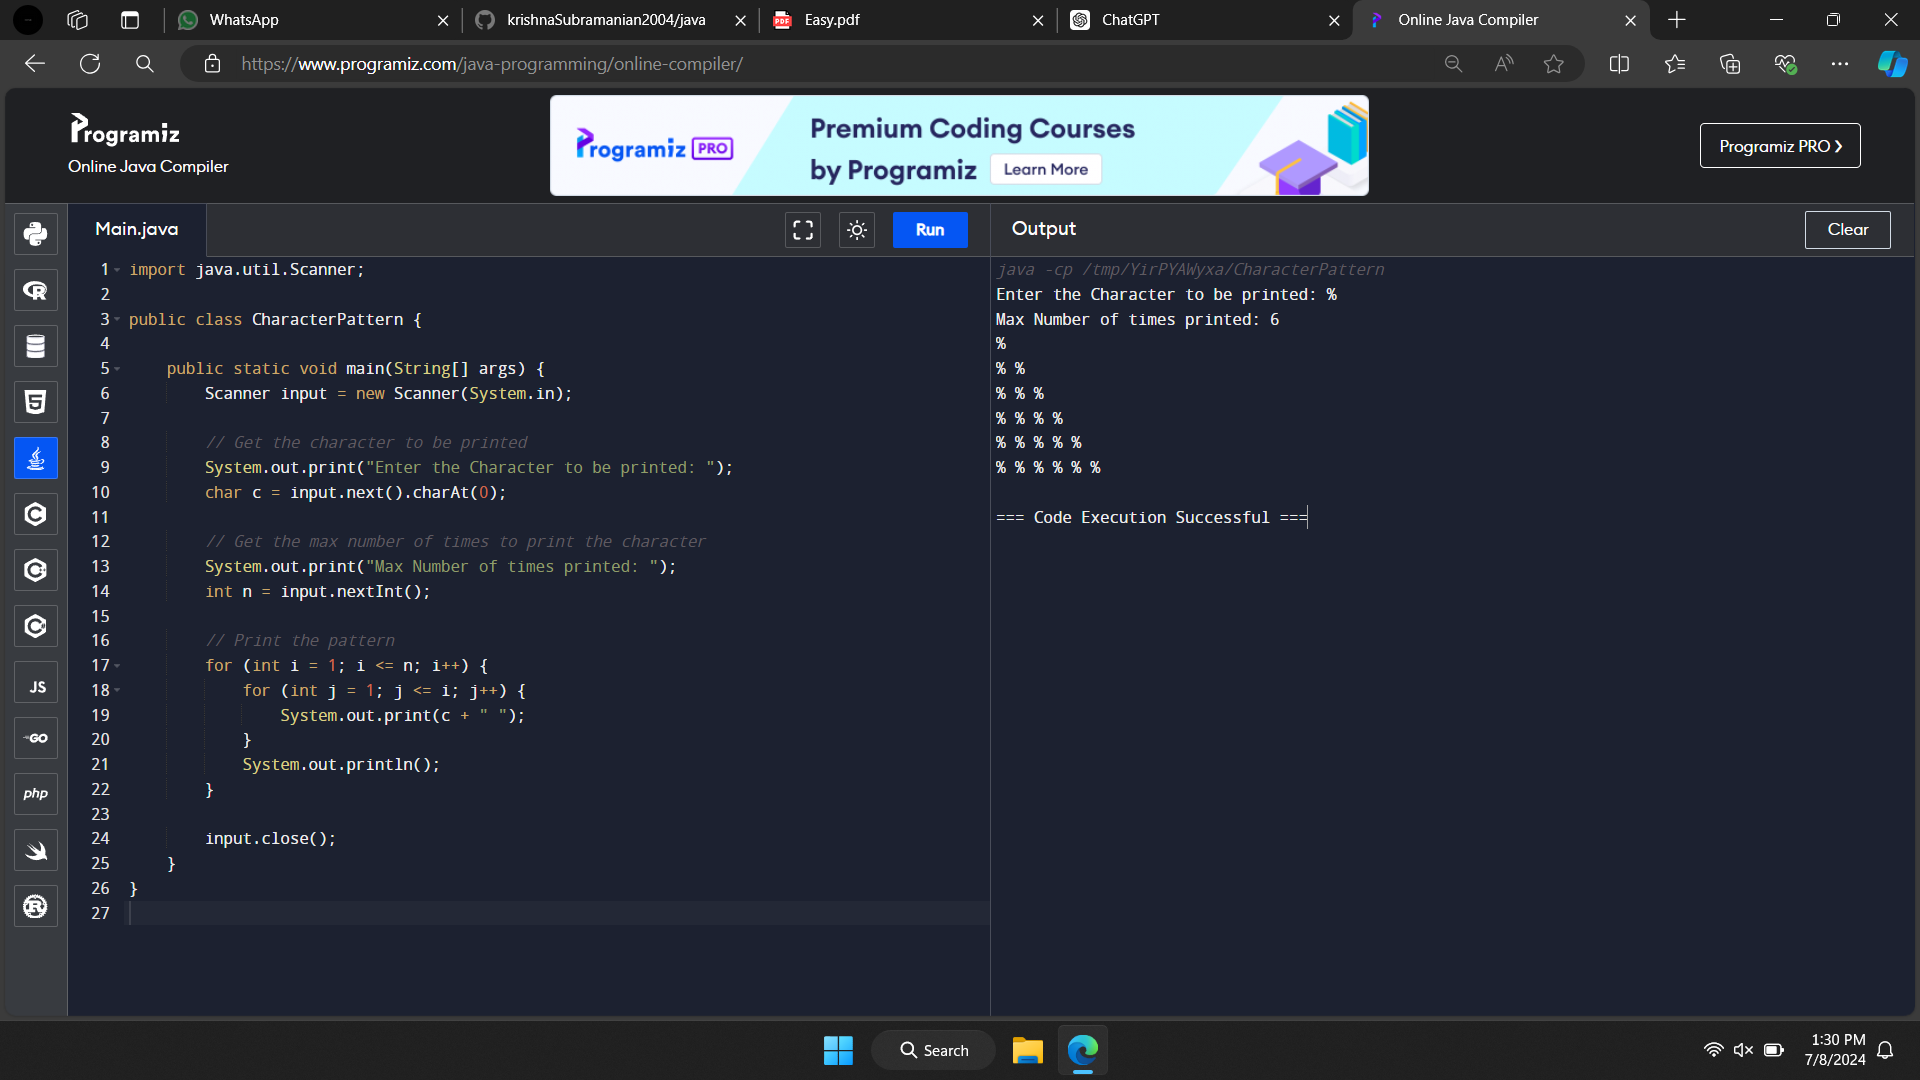 WhatsApp
krishnaSubramanian2004/java
Easy.pdf
ChatGPT
Online Java Compiler
https://www.programiz.com/java-programming/online-compiler/
Programiz
Online Java Compiler
Programiz PRO
Premium Coding Courses
by Programiz
Learn More
Programiz PRO ❯
Main.java
Run
Output
Clear
1 import java.util.Scanner;
2
3 public class CharacterPattern {
4
5 public static void main(String[] args) {
6 Scanner input = new Scanner(System.in);
7
8 // Get the character to be printed
9 System.out.print("Enter the Character to be printed: ");
10 char c = input.next().charAt(0);
11
12 // Get the max number of times to print the character
13 System.out.print("Max Number of times printed: ");
14 int n = input.nextInt();
15
16 // Print the pattern
17 for (int i = 1; i <= n; i++) {
18 for (int j = 1; j <= i; j++) {
19 System.out.print(c + " ");
20 }
21 System.out.println();
22 }
23
24 input.close();
25 }
26 }
27
java -cp /tmp/YirPYAWyxa/CharacterPattern
Enter the Character to be printed: %
Max Number of times printed: 6
%
% %
% % %
% % % %
% % % % %
% % % % % %
=== Code Execution Successful ===
R
5
C
C
C
JS
GO
php
R
Search
1:30 PM
7/8/2024